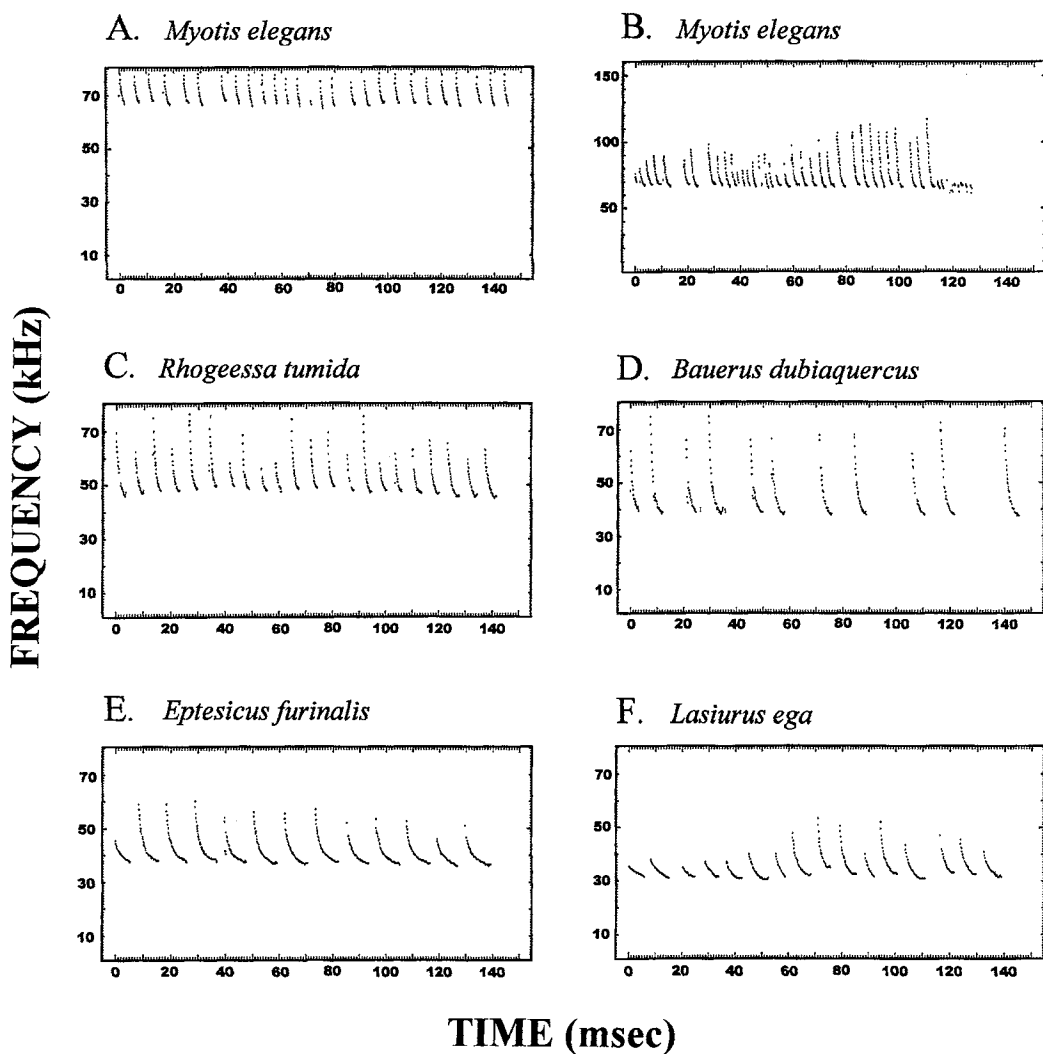 A. Myotis elegans
B. Myotis elegans
70
50
30
10
0 20 40 60 80 100 120 140
150
100
50
0 20 40 60 80 100 120 140
C. Rhogeessa tumida
D. Bauerus dubiaquercus
70
50
30
10
0 20 40 60 80 100 120 140
70
50
30
10
0 20 40 60 80 100 120 140
E. Eptesicus furinalis
F. Lasiurus ega
70
50
30
10
0 20 40 60 80 100 120 140
70
50
30
10
0 20 40 60 80 100 120 140
FREQUENCY (kHz)
TIME (msec)